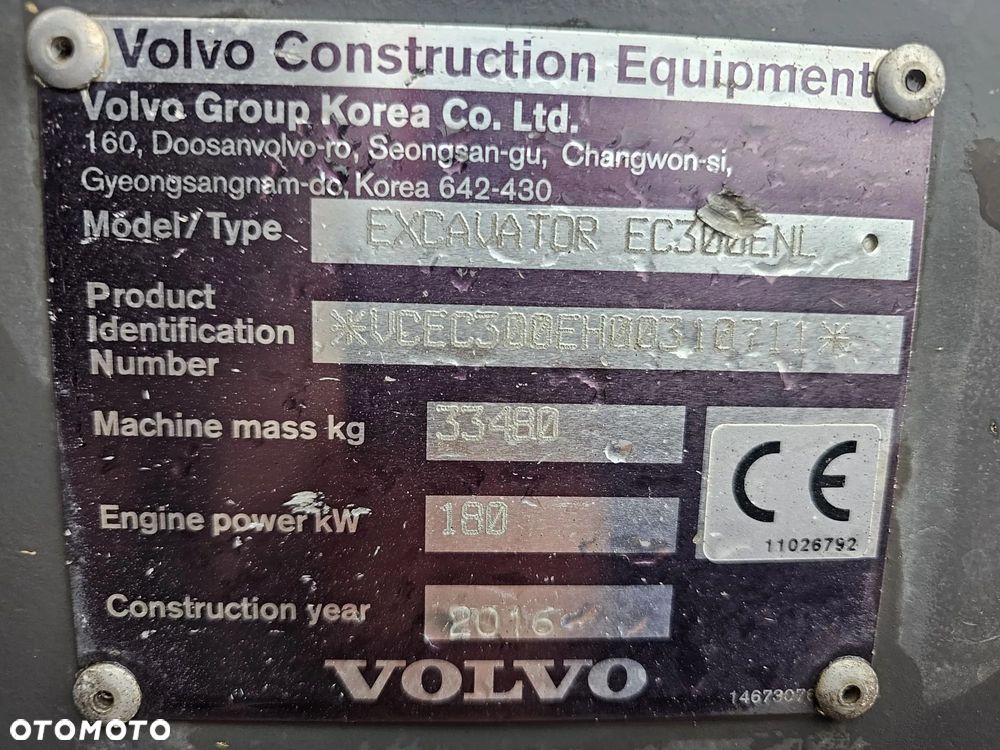 Volvo Construction Equipment
Volvo Group Korea Co. Ltd.
160, Doosanvolvo-ro, Seongsan-gu, Changwon-si,
Gyeongsangnam-do, Korea 642-430
Model/Type EXCAVATOR EC300ENL
Product
Identification *VCEC300EH00310711*
Number
Machine mass kg 33480
CE
Engine power kW 180
11026792
Construction year 2016
VOLVO
OTOMOTO
OTOMOTO